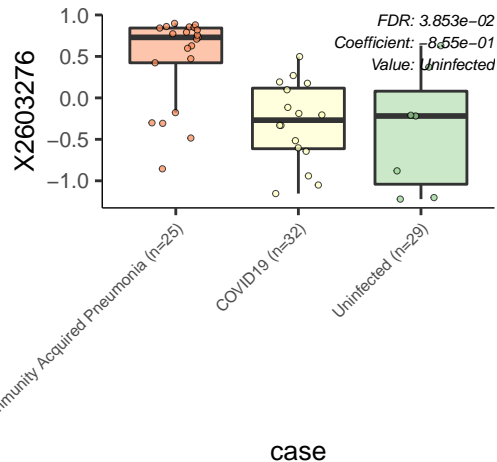 FDR: 3.853e−02
Coefficient: −8.55e−01
Value: Uninfected
X2603276
1.0
0.5
0.0
−0.5
−1.0
Acquired Pneumonia (n=25)
COVID19 (n=32)
Uninfected (n=29)
case